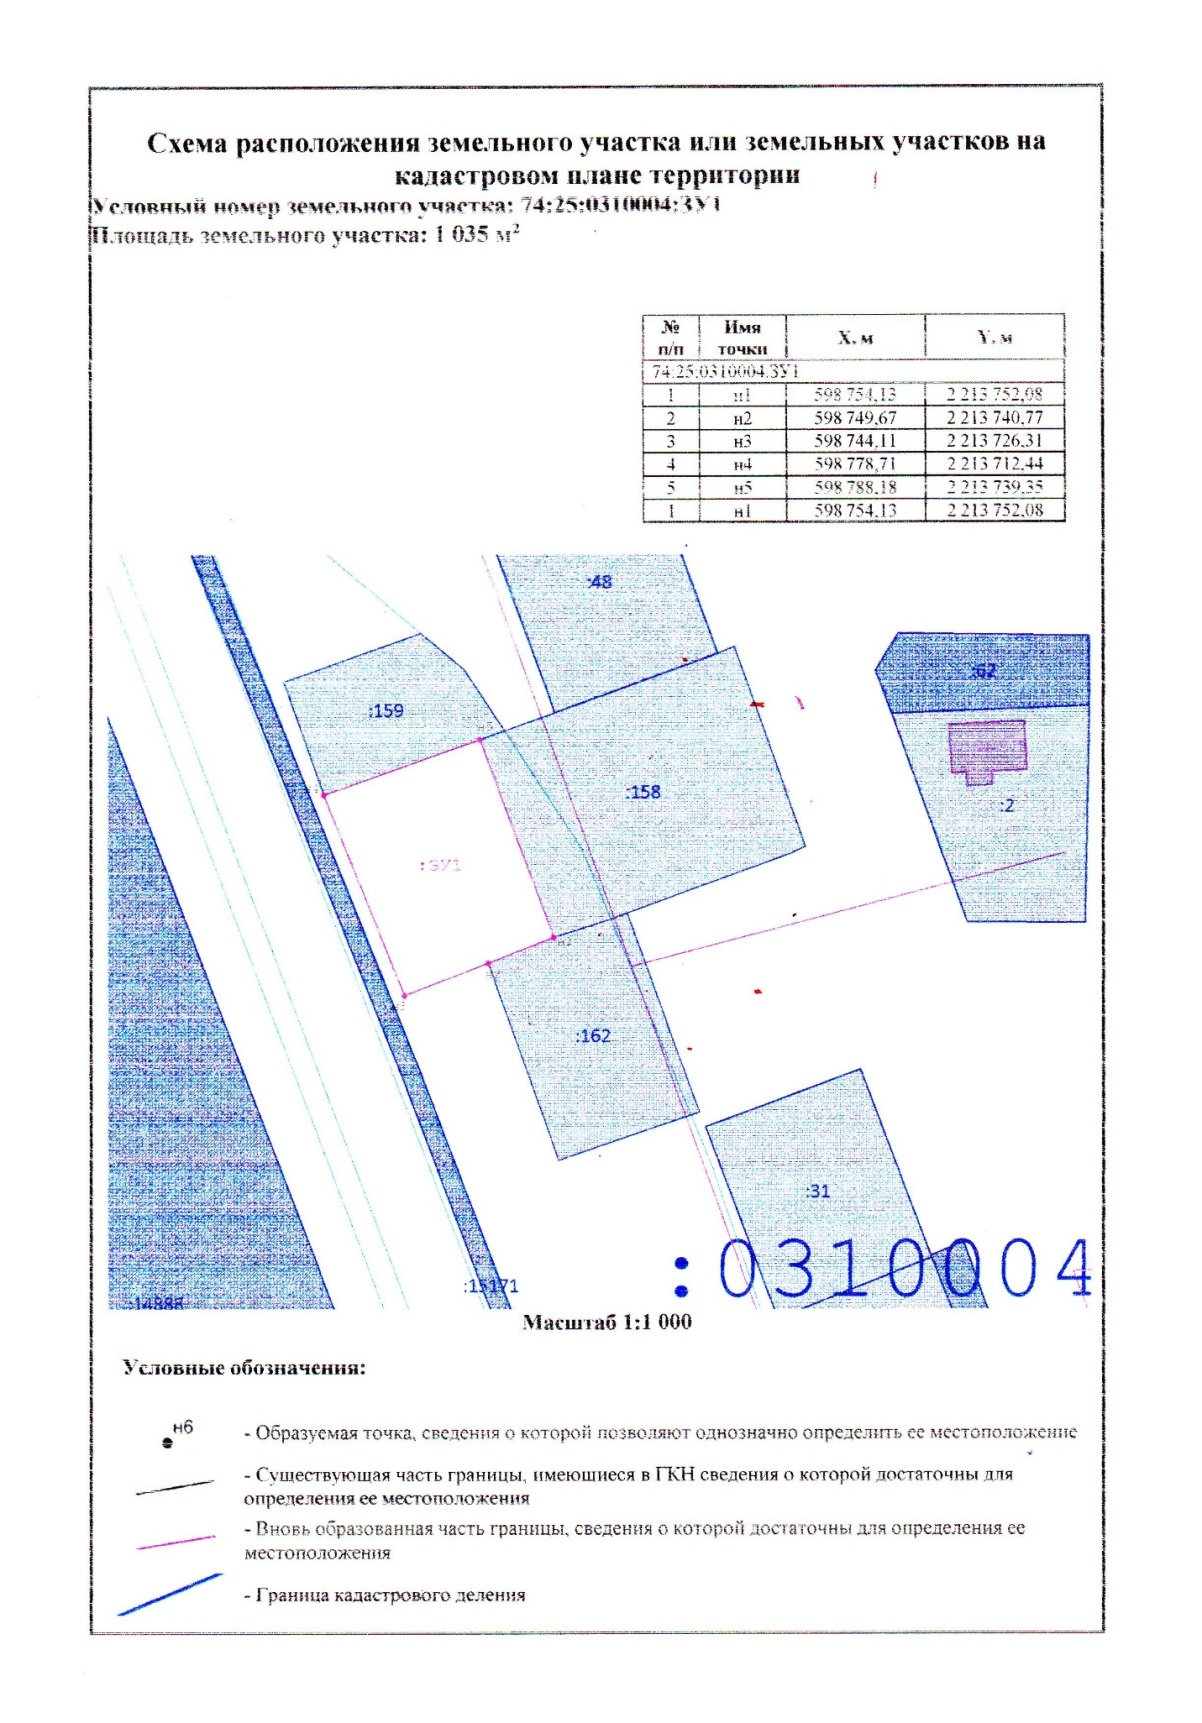 Схема расположения земельного участка или земельных участков на
кадастровом плане территории
Условный номер земельного участка: 74:25:0310004:ЗУ1
Площадь земельного участка: 1 035 м²
№ п/п Имя точки X, м Y, м
74:25:0310004:ЗУ1
1 н1 598 754,13 2 213 752,08
2 н2 598 749,67 2 213 740,77
3 н3 598 744,11 2 213 726,31
4 н4 598 778,71 2 213 712,44
5 н5 598 788,18 2 213 739,35
1 н1 598 754,13 2 213 752,08
:48
:62
:159
:158
:2
:ЗУ1
:162
:31
:0310004
:15171
:14888
Масштаб 1:1 000
Условные обозначения:
н6
- Образуемая точка, сведения о которой позволяют однозначно определить ее местоположение
- Существующая часть границы, имеющиеся в ГКН сведения о которой достаточны для
определения ее местоположения
- Вновь образованная часть границы, сведения о которой достаточны для определения ее
местоположения
- Граница кадастрового деления